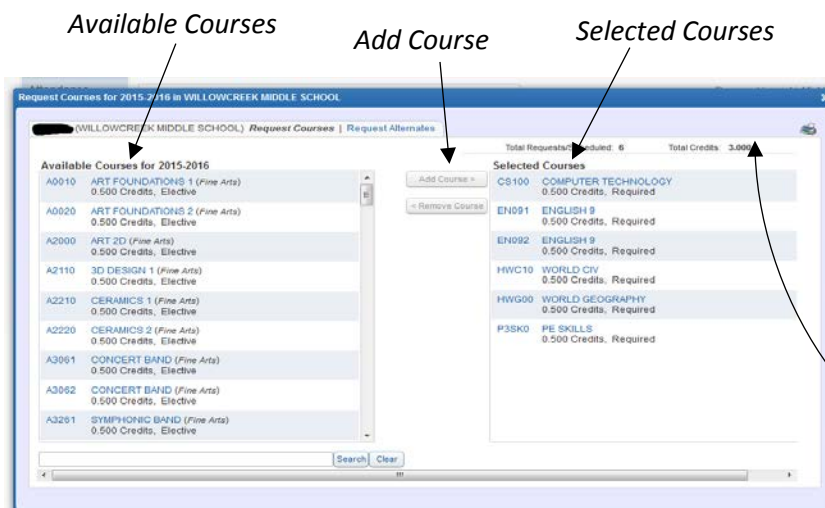 Available Courses
Add Course
Selected Courses
Request Courses for 2015-2016 in WILLOWCREEK MIDDLE SCHOOL
(WILLOWCREEK MIDDLE SCHOOL) Request Courses | Request Alternates
Total Requests/Scheduled: 6 Total Credits: 3.000
Available Courses for 2015-2016
A0010 ART FOUNDATIONS 1 (Fine Arts)
0.500 Credits, Elective
A0020 ART FOUNDATIONS 2 (Fine Arts)
0.500 Credits, Elective
A2000 ART 2D (Fine Arts)
0.500 Credits, Elective
A2110 3D DESIGN 1 (Fine Arts)
0.500 Credits, Elective
A2210 CERAMICS 1 (Fine Arts)
0.500 Credits, Elective
A2220 CERAMICS 2 (Fine Arts)
0.500 Credits, Elective
A3061 CONCERT BAND (Fine Arts)
0.500 Credits, Elective
A3062 CONCERT BAND (Fine Arts)
0.500 Credits, Elective
A3261 SYMPHONIC BAND (Fine Arts)
0.500 Credits, Elective
Add Course >
< Remove Course
Selected Courses
CS100 COMPUTER TECHNOLOGY
0.500 Credits, Required
EN091 ENGLISH 9
0.500 Credits, Required
EN092 ENGLISH 9
0.500 Credits, Required
HWC10 WORLD CIV
0.500 Credits, Required
HWG00 WORLD GEOGRAPHY
0.500 Credits, Required
P3SK0 PE SKILLS
0.500 Credits, Required
Search Clear